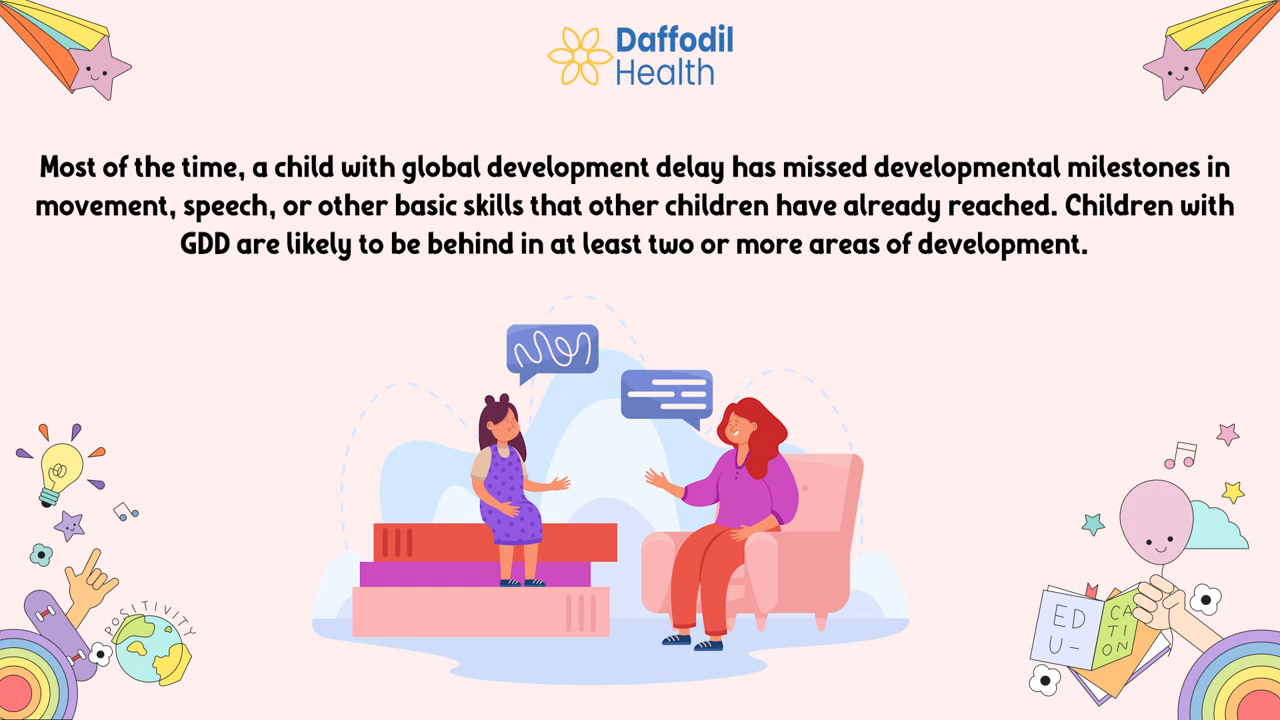 Daffodil
Health
Most of the time, a child with global development delay has missed developmental milestones in
movement, speech, or other basic skills that other children have already reached. Children with
GDD are likely to be behind in at least two or more areas of development.
POSITIVITY
ED
U-
CA
TI
ON